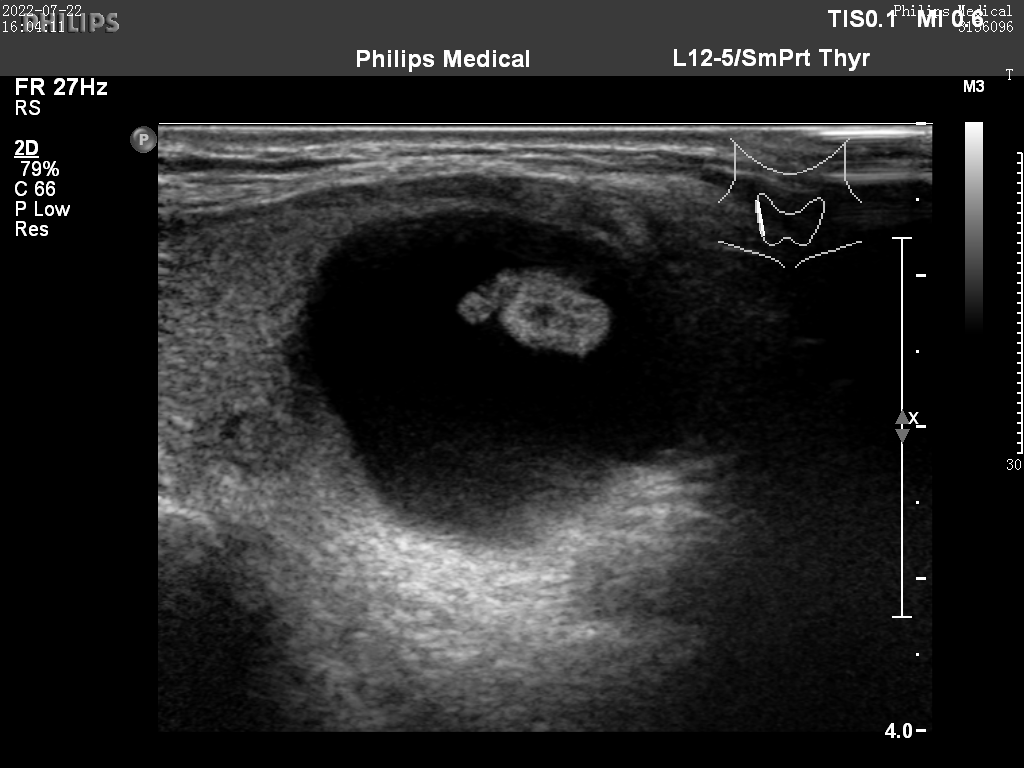 2022-07-22
16:04:11
PHILIPS
Philips Medical
TIS0.1 MI 0.6
Philips Medical
L12-5/SmPrt Thyr
FR 27Hz
RS
2D
79%
C 66
P Low
Res
P
M3
T
X
30
4.0